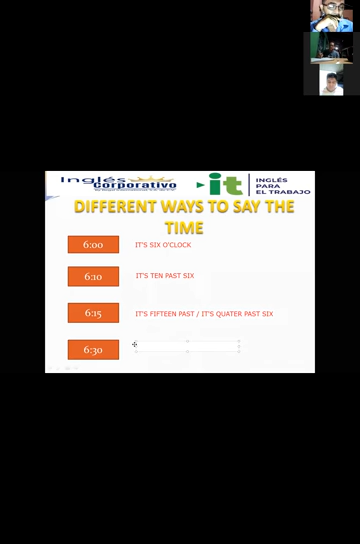 Inglés
Corporativo
it
INGLÉS
PARA
EL TRABAJO
DIFFERENT WAYS TO SAY THE
TIME
6:00 IT'S SIX O'CLOCK
6:10 IT'S TEN PAST SIX
6:15 IT'S FIFTEEN PAST / IT'S QUATER PAST SIX
6:30